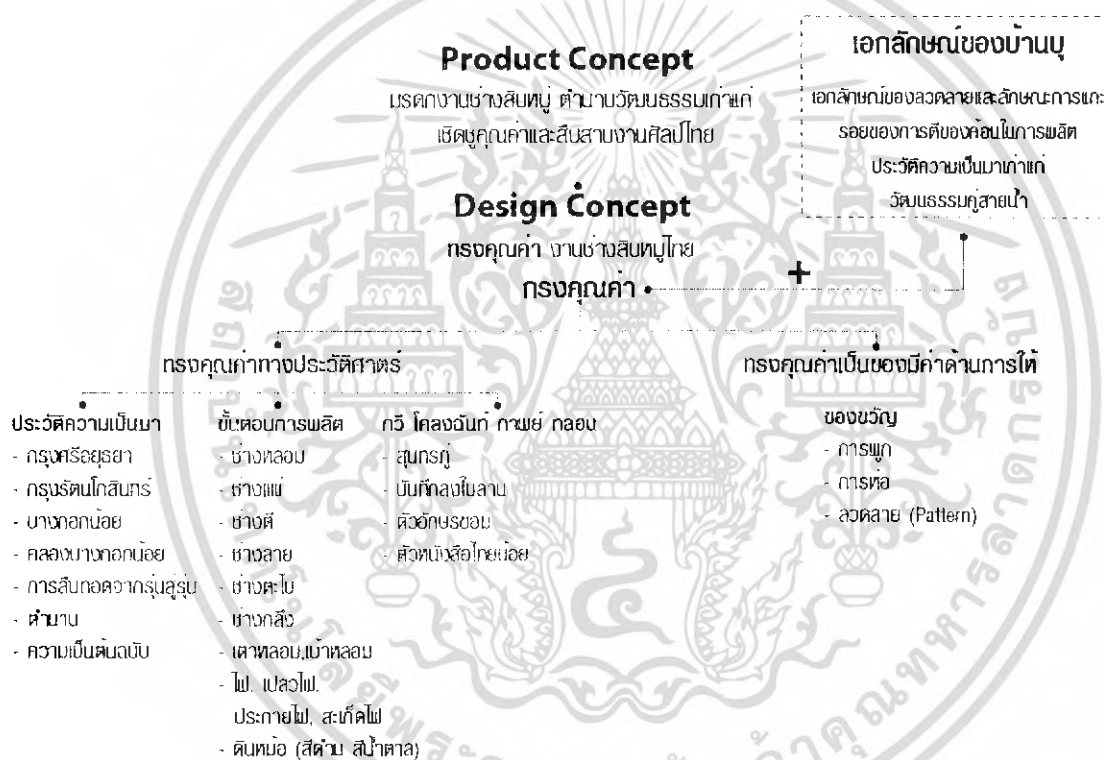 Product Concept
มรดกงานช่างสิบหมู่ ตำนานวัฒนธรรมเก่าแก่
เชิดชูคุณค่าและสืบสานงานศิลป์ไทย
เอกลักษณ์ของบ้านบุ
เอกลักษณ์ของลวดลายและลักษณะการแกะ
รอยของการตีของค้อนในการผลิต
ประวัติความเป็นมาเก่าแก่
วัฒนธรรมคู่สายน้ำ
Design Concept
ทรงคุณค่า งานช่างสิบหมู่ไทย
ทรงคุณค่า
+
ทรงคุณค่าทางประวัติศาตร์
ทรงคุณค่าเป็นของมีค่าด้านการให้
ประวัติความเป็นมา
- กรุงศรีอยุธยา
- กรุงรัตนโกสินทร์
- บางกอกน้อย
- คลองบางกอกน้อย
- การสืบทอดจากรุ่นสู่รุ่น
- ตำนาน
- ความเป็นต้นฉบับ
ขั้นตอนการผลิต
- ช่างหลอม
- ช่างแผ่
- ช่างตี
- ช่างลาย
- ช่างตะไบ
- ช่างกลึง
- เตาหลอม,เบ้าหลอม
- ไฟ, เปลวไฟ,
ประกายไฟ, สะเก็ดไฟ
- ดินหม้อ (สีดำ สีน้ำตาล)
กวี โคลงฉันท์ กาพย์ กลอน
- สุนทรภู่
- บันทึกลงใบลาน
- ตัวอักษรขอม
- ตัวหนังสือไทยน้อย
ของขวัญ
- การผูก
- การห่อ
- ลวดลาย (Pattern)